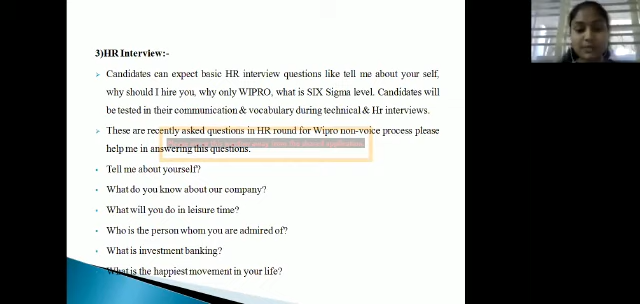 3)HR Interview:-
Candidates can expect basic HR interview questions like tell me about your self,
why should I hire you, why only WIPRO, what is SIX Sigma level. Candidates will
be tested in their communication & vocabulary during technical & Hr interviews.
These are recently asked questions in HR round for Wipro non-voice process please
help me in answering this questions.
Tell me about yourself?
What do you know about our company?
What will you do in leisure time?
Who is the person whom you are admired of?
What is investment banking?
What is the happiest movement in your life?